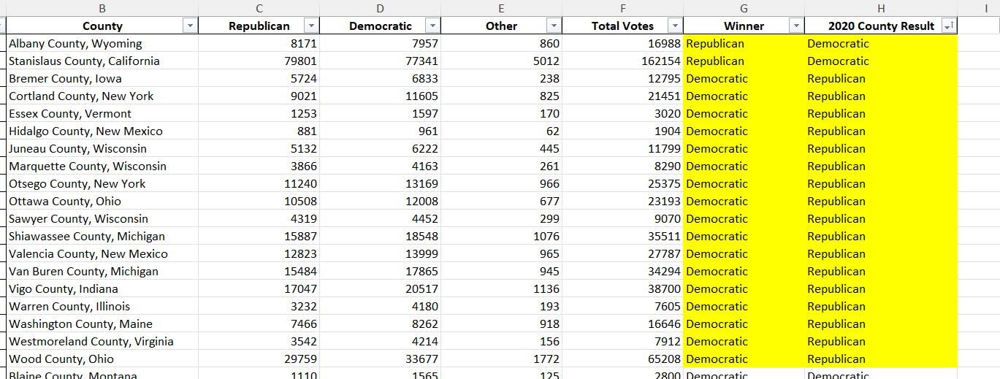 B C D E F G H I
County Republican Democratic Other Total Votes Winner 2020 County Result
Albany County, Wyoming 8171 7957 860 16988 Republican Democratic
Stanislaus County, California 79801 77341 5012 162154 Republican Democratic
Bremer County, Iowa 5724 6833 238 12795 Democratic Republican
Cortland County, New York 9021 11605 825 21451 Democratic Republican
Essex County, Vermont 1253 1597 170 3020 Democratic Republican
Hidalgo County, New Mexico 881 961 62 1904 Democratic Republican
Juneau County, Wisconsin 5132 6222 445 11799 Democratic Republican
Marquette County, Wisconsin 3866 4163 261 8290 Democratic Republican
Otsego County, New York 11240 13169 966 25375 Democratic Republican
Ottawa County, Ohio 10508 12008 677 23193 Democratic Republican
Sawyer County, Wisconsin 4319 4452 299 9070 Democratic Republican
Shiawassee County, Michigan 15887 18548 1076 35511 Democratic Republican
Valencia County, New Mexico 12823 13999 965 27787 Democratic Republican
Van Buren County, Michigan 15484 17865 945 34294 Democratic Republican
Vigo County, Indiana 17047 20517 1136 38700 Democratic Republican
Warren County, Illinois 3232 4180 193 7605 Democratic Republican
Washington County, Maine 7466 8262 918 16646 Democratic Republican
Westmoreland County, Virginia 3542 4214 156 7912 Democratic Republican
Wood County, Ohio 29759 33677 1772 65208 Democratic Republican
Blaine County, Montana 1110 1565 125 2800 Democratic Democratic